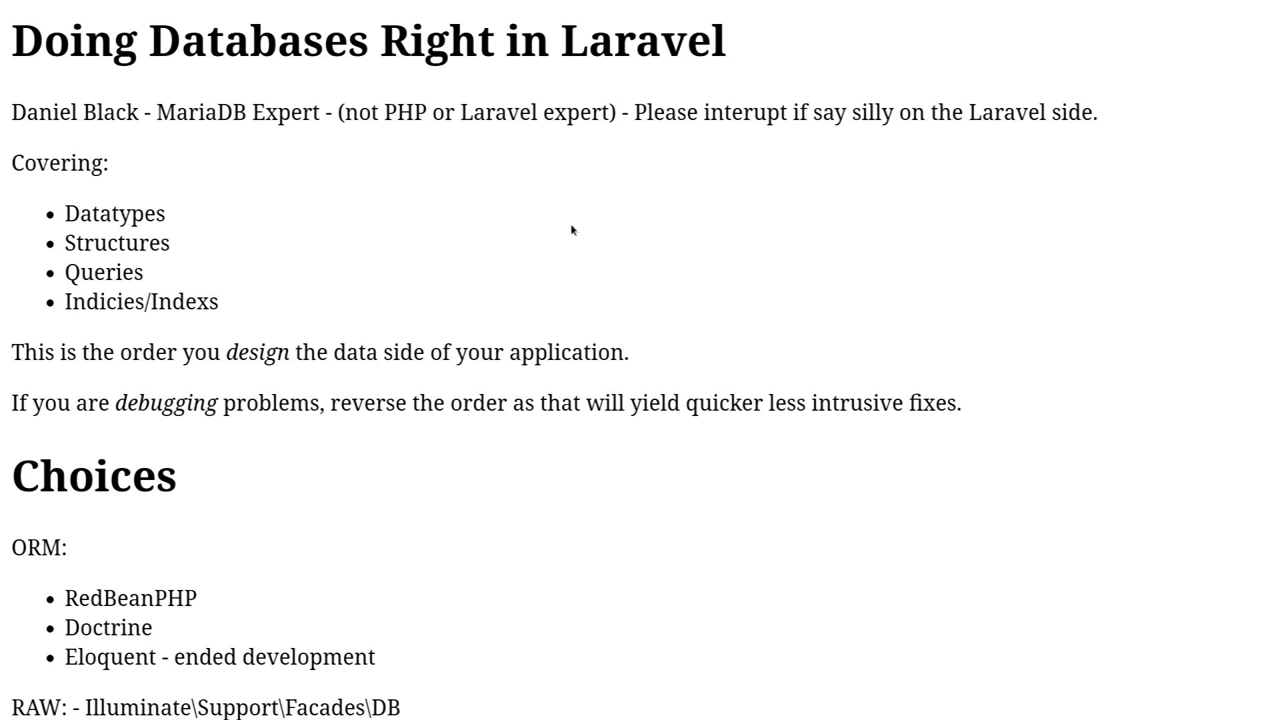 Doing Databases Right in Laravel
Daniel Black - MariaDB Expert - (not PHP or Laravel expert) - Please interupt if say silly on the Laravel side.
Covering:
• Datatypes
• Structures
• Queries
• Indicies/Indexs
This is the order you design the data side of your application.
If you are debugging problems, reverse the order as that will yield quicker less intrusive fixes.
Choices
ORM:
• RedBeanPHP
• Doctrine
• Eloquent - ended development
RAW: - Illuminate\Support\Facades\DB